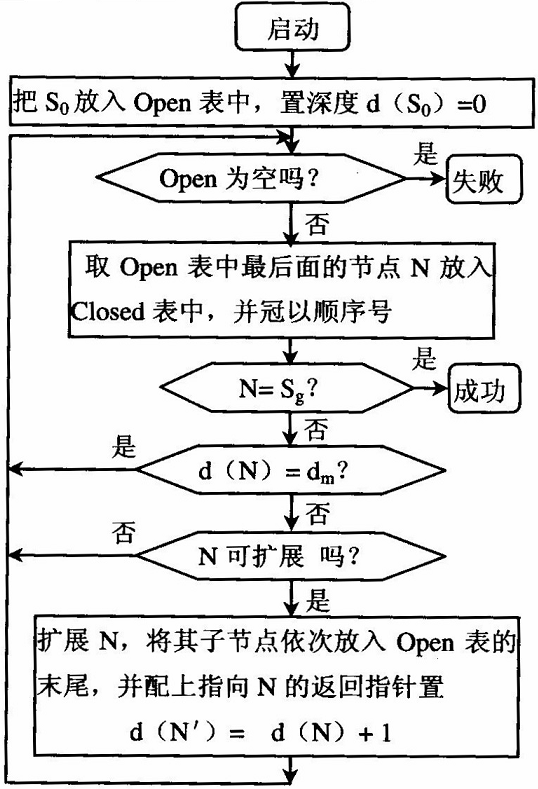 启动
把 S₀ 放入 Open 表中，置深度 d（S₀）=0
是
Open 为空吗？
失败
否
取 Open 表中最后面的节点 N 放入
Closed 表中，并冠以顺序号
是
N= Sg？
成功
否
是
d（N）= dm？
否
否
N 可扩展 吗？
是
扩展 N，将其子节点依次放入 Open 表的
末尾，并配上指向 N 的返回指针置
d（N′）= d（N）+1